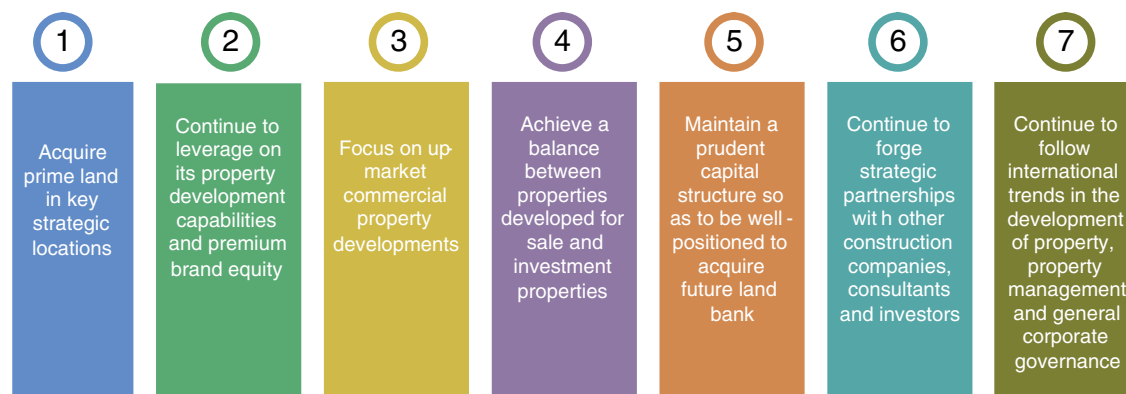 1
Acquire
prime land
in key
strategic
locations
2
Continue to
leverage on
its property
development
capabilities
and premium
brand equity
3
Focus on up-
market
commercial
property
developments
4
Achieve a
balance
between
properties
developed for
sale and
investment
properties
5
Maintain a
prudent
capital
structure so
as to be well -
positioned to
acquire
future land
bank
6
Continue to
forge
strategic
partnerships
wit h other
construction
companies,
consultants
and investors
7
Continue to
follow
international
trends in the
development
of property,
property
management
and general
corporate
governance